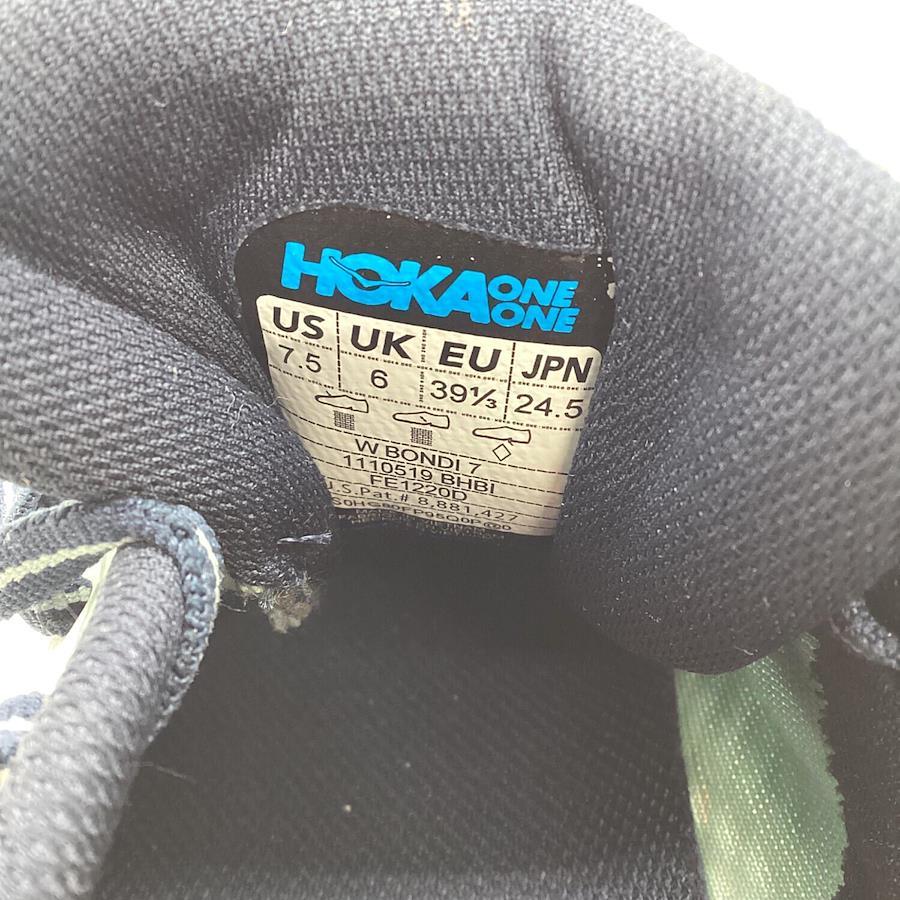 HOKA ONE ONE
US UK EU JPN
7.5 6 39⅓ 24.5
W BONDI 7
1110519 BHBI
FE1220D
U.S.Pat.# 8,881,427